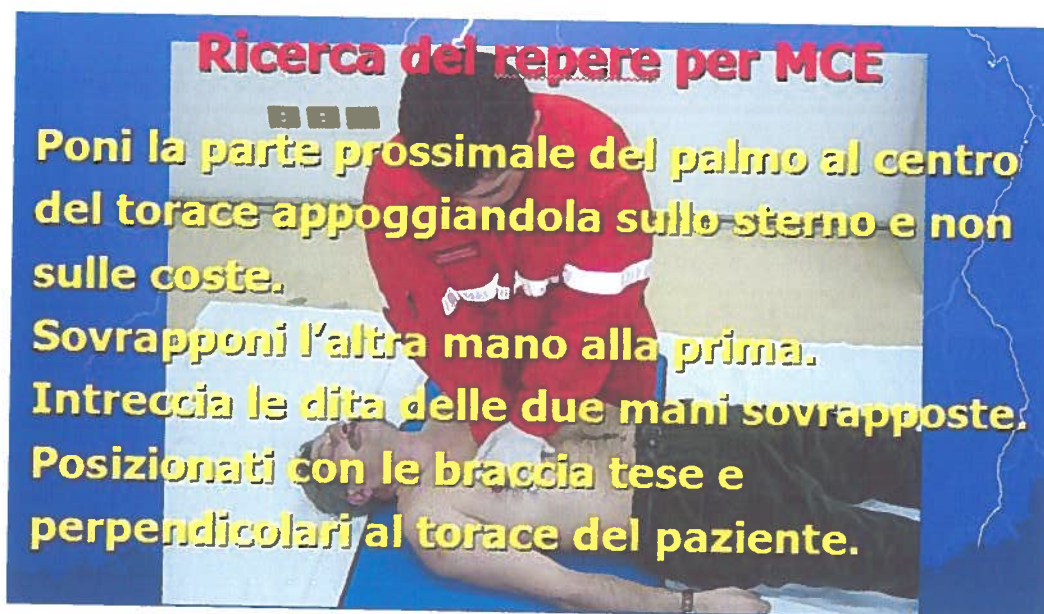 Ricerca del repere per MCE
Poni la parte prossimale del palmo al centro
del torace appoggiandola sullo sterno e non
sulle coste.
Sovrapponi l'altra mano alla prima.
Intreccia le dita delle due mani sovrapposte.
Posizionati con le braccia tese e
perpendicolari al torace del paziente.